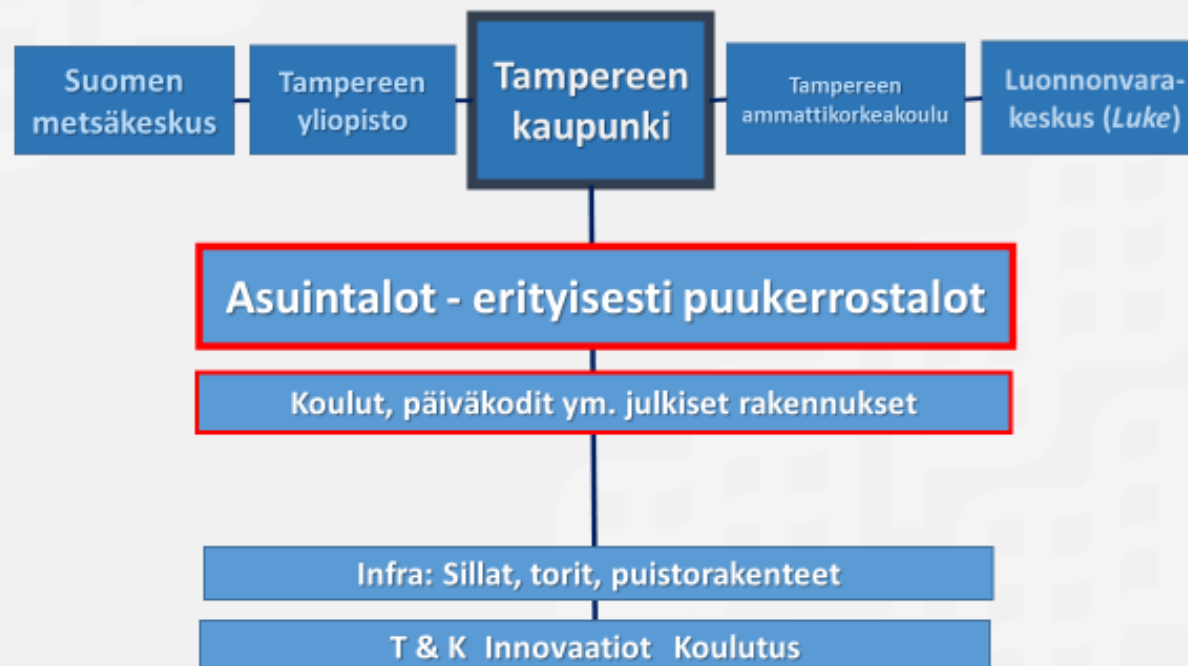 Suomen
metsäkeskus
Tampereen
yliopisto
Tampereen
kaupunki
Tampereen
ammattikorkeakoulu
Luonnonvara-
keskus (Luke)
Asuintalot - erityisesti puukerrostalot
Koulut, päiväkodit ym. julkiset rakennukset
Infra: Sillat, torit, puistorakenteet
T & K Innovaatiot Koulutus